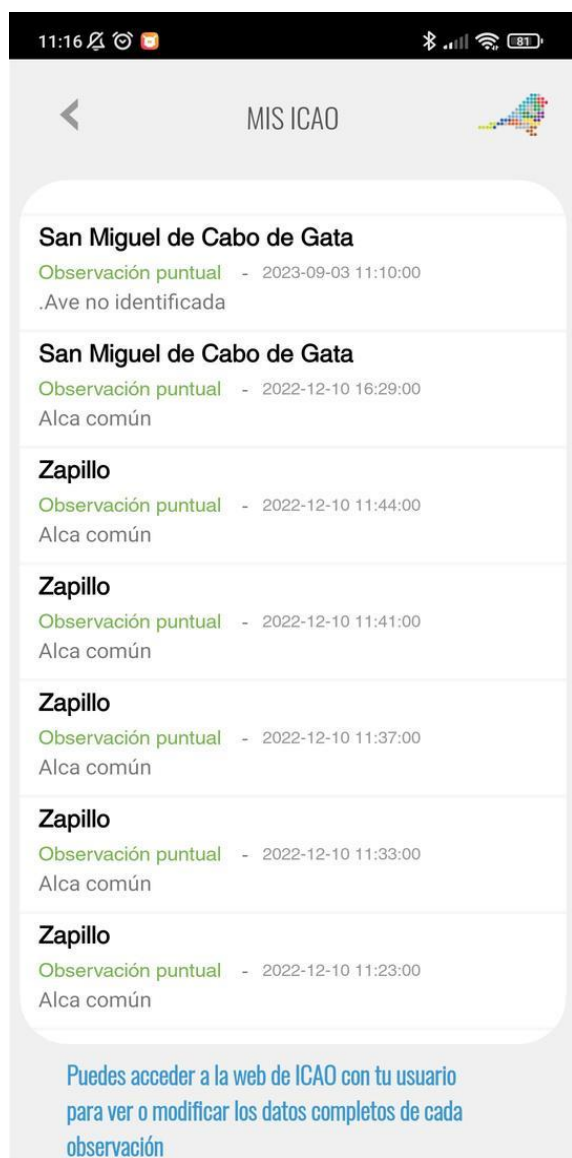 11:16
81
MIS ICAO
San Miguel de Cabo de Gata
Observación puntual - 2023-09-03 11:10:00
.Ave no identificada
San Miguel de Cabo de Gata
Observación puntual - 2022-12-10 16:29:00
Alca común
Zapillo
Observación puntual - 2022-12-10 11:44:00
Alca común
Zapillo
Observación puntual - 2022-12-10 11:41:00
Alca común
Zapillo
Observación puntual - 2022-12-10 11:37:00
Alca común
Zapillo
Observación puntual - 2022-12-10 11:33:00
Alca común
Zapillo
Observación puntual - 2022-12-10 11:23:00
Alca común
Puedes acceder a la web de ICAO con tu usuario
para ver o modificar los datos completos de cada
observación